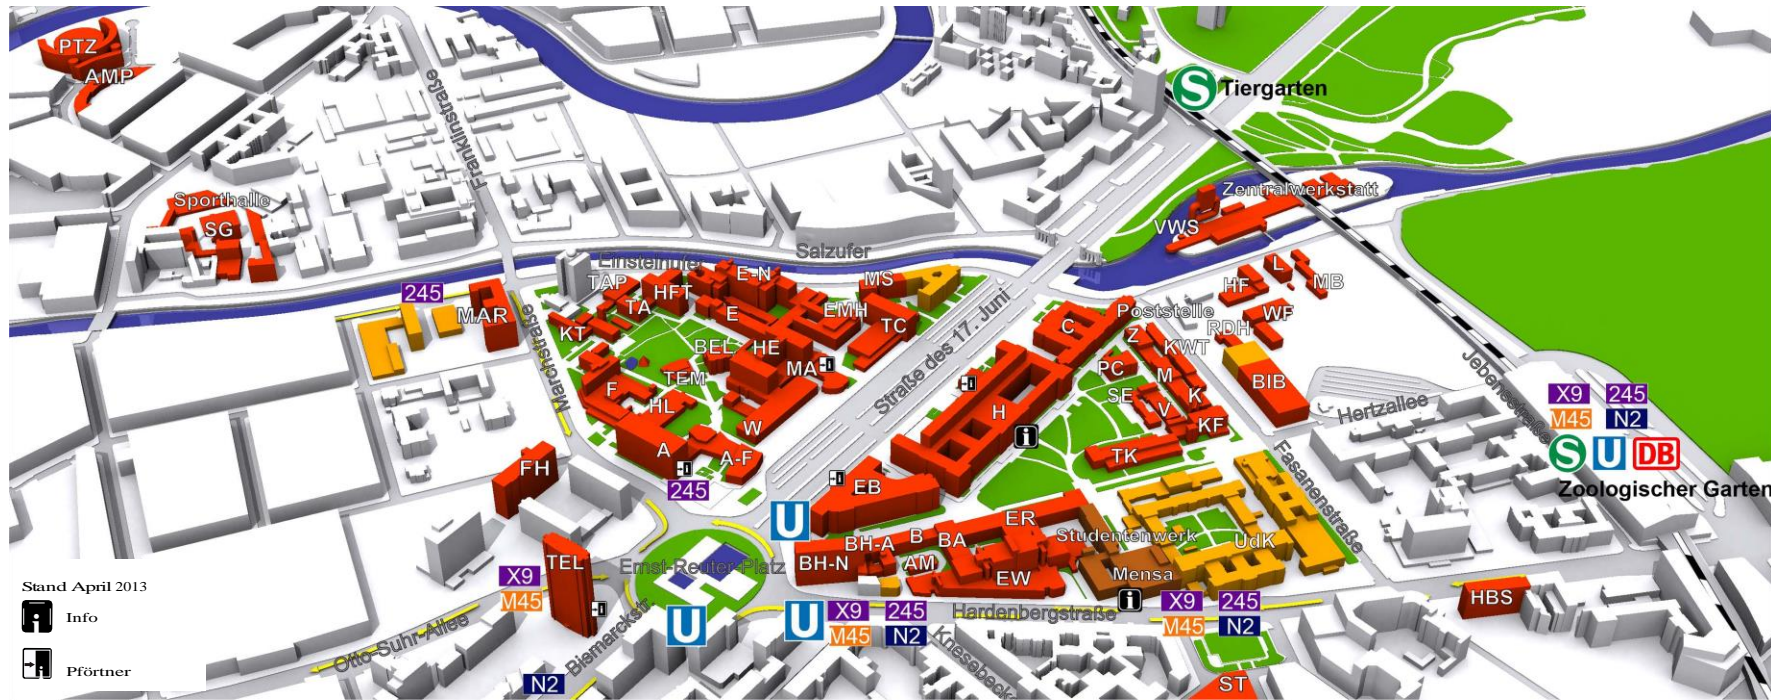 PTZ
AMP
Franklinstraße
S Tiergarten
Sporthalle
SG
Zentralwerkstatt
VWS
Salzufer
Einsteinufer
E-N
TAP
HFT
TA
MS
L
HF
MB
245
MAR
Marchstraße
KT
E
EMH
TC
Straße des 17. Juni
C
Poststelle
WF
RDH
Z
KWT
BEL
HE
MA
PC
M
BIB
Jebensstraße
F
TEM
HL
H
SE
V
K
KF
Hertzallee
X9 245
M45 N2
S U DB
Zoologischer Garten
W
A
A-F
TK
Fasanenstraße
FH
245
EB
U
ER
B
BA
BH-A
Studentenwerk
UdK
TEL
Ernst-Reuter-Platz
BH-N
AM
EW
Mensa
X9
M45
Stand April 2013
Info
Pförtner
Otto-Suhr-Allee
Bismarckstr.
U
U
X9 245
M45 N2
Hardenbergstraße
X9 245
M45 N2
HBS
N2
ST